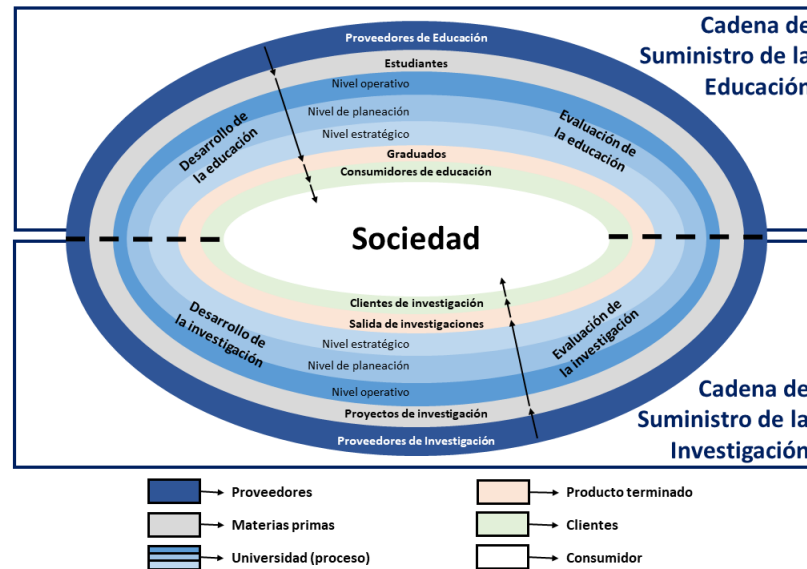 Cadena de
Suministro de la
Educación
Proveedores de Educación
Estudiantes
Nivel operativo
Nivel de planeación
Nivel estratégico
Desarrollo de
la educación
Evaluación de
la educación
Graduados
Consumidores de educación
Sociedad
Clientes de investigación
Salida de investigaciones
Desarrollo de
la investigación
Evaluación de
la investigación
Nivel estratégico
Nivel de planeación
Nivel operativo
Proyectos de investigación
Proveedores de Investigación
Cadena de
Suministro de la
Investigación
Proveedores
Producto terminado
Materias primas
Clientes
Universidad (proceso)
Consumidor